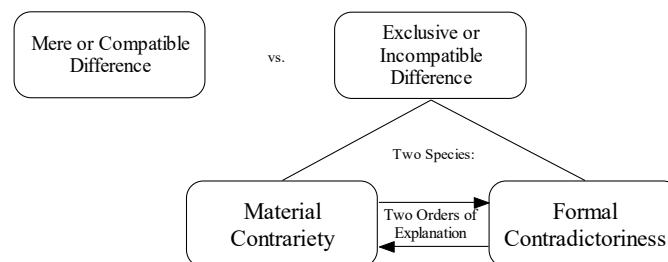 Mere or Compatible
Difference
vs.
Exclusive or
Incompatible
Difference
Two Species:
Material
Contrariety
Two Orders of
Explanation
Formal
Contradictoriness